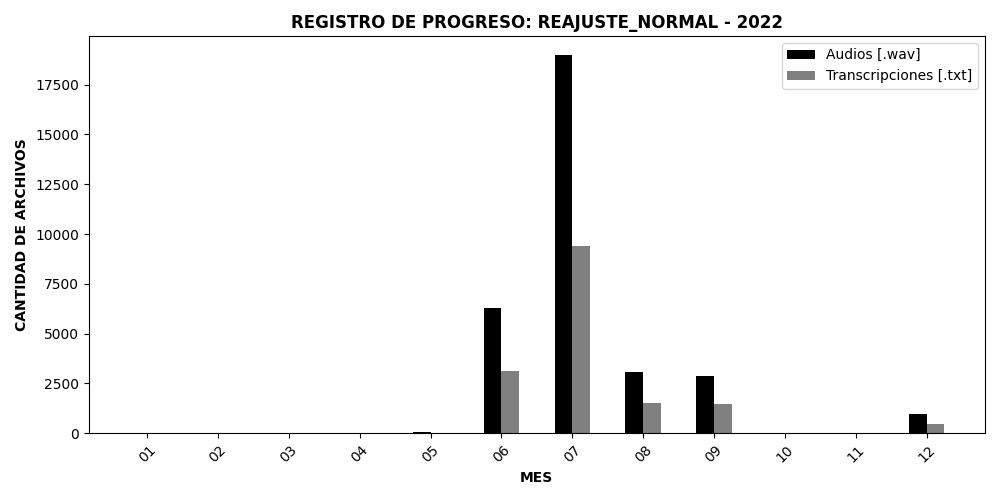 REGISTRO DE PROGRESO: REAJUSTE_NORMAL - 2022
Audios [.wav]
Transcripciones [.txt]
CANTIDAD DE ARCHIVOS
17500
15000
12500
10000
7500
5000
2500
0
01 02 03 04 05 06 07 08 09 10 11 12
MES